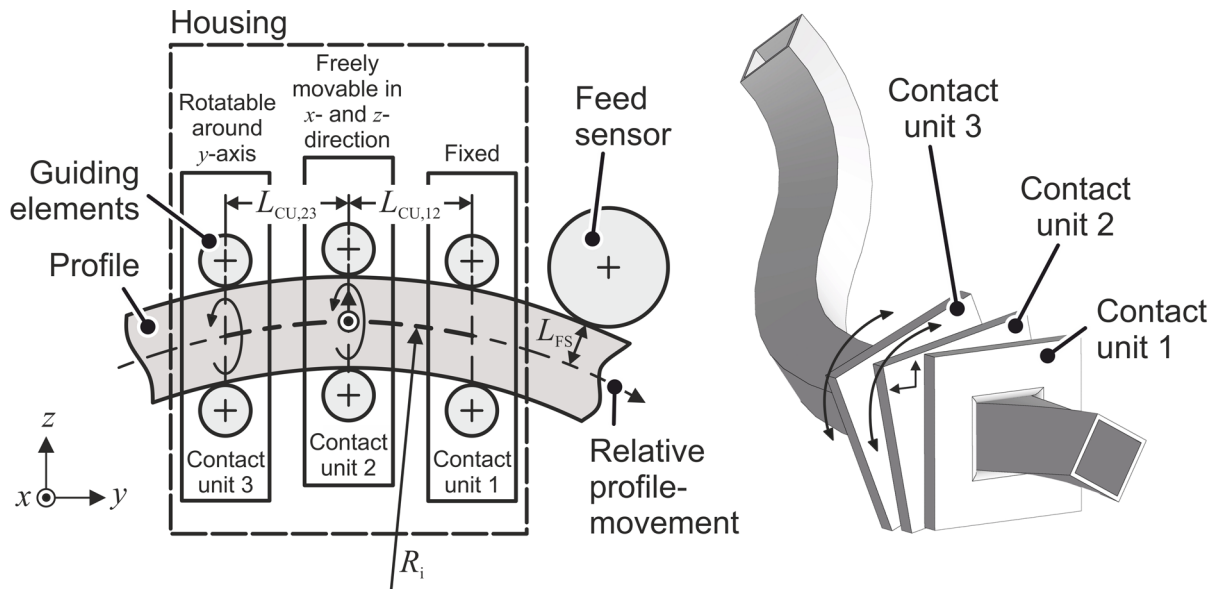 Housing
Freely
movable in
x- and z-
direction
Rotatable
around
y-axis
Fixed
Feed
sensor
Guiding
elements
Profile
L_CU,23
L_CU,12
L_FS
Contact
unit 3
Contact
unit 2
Contact
unit 1
Relative
profile-
movement
R_i
z
x
y
Contact
unit 3
Contact
unit 2
Contact
unit 1